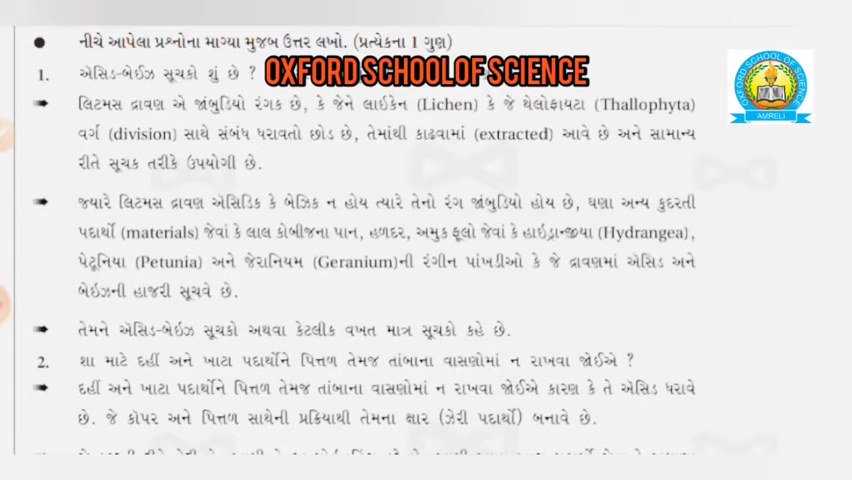 ● નીચે આપેલા પ્રશ્નોના માગ્યા મુજબ ઉત્તર લખો. (પ્રત્યેકના 1 ગુણ)
1. એસિડ-બેઈઝ સૂચકો શું છે ?
OXFORD SCHOOL OF SCIENCE
OXFORD SCHOOL OF SCIENCE
AMRELI
લિટમસ દ્રાવણ એ જાંબુડિયો રંગક છે, કે જેને લાઈકેન (Lichen) કે જે થેલોફાયટા (Thallophyta)
વર્ગ (division) સાથે સંબંધ ધરાવતો છોડ છે, તેમાંથી કાઢવામાં (extracted) આવે છે અને સામાન્ય
રીતે સૂચક તરીકે ઉપયોગી છે.
જ્યારે લિટમસ દ્રાવણ એસિડિક કે બેઝિક ન હોય ત્યારે તેનો રંગ જાંબુડિયો હોય છે, ઘણા અન્ય કુદરતી
પદાર્થો (materials) જેવાં કે લાલ કોબીજના પાન, હળદર, અમુક ફૂલો જેવાં કે હાઇડ્રાન્જીયા (Hydrangea),
પેટૂનિયા (Petunia) અને જેરાનિયમ (Geranium)ની રંગીન પાંખડીઓ કે જે દ્રાવણમાં એસિડ અને
બેઇઝની હાજરી સૂચવે છે.
તેમને ઍસિડ-બેઇઝ સૂચકો અથવા કેટલીક વખત માત્ર સૂચકો કહે છે.
2. શા માટે દહીં અને ખાટા પદાર્થોને પિત્તળ તેમજ તાંબાના વાસણોમાં ન રાખવા જોઈએ ?
દહીં અને ખાટા પદાર્થોને પિત્તળ તેમજ તાંબાના વાસણોમાં ન રાખવા જોઈએ કારણ કે તે ઍસિડ ધરાવે
છે. જે કૉપર અને પિત્તળ સાથેની પ્રક્રિયાથી તેમના ક્ષાર (ઝેરી પદાર્થો) બનાવે છે.